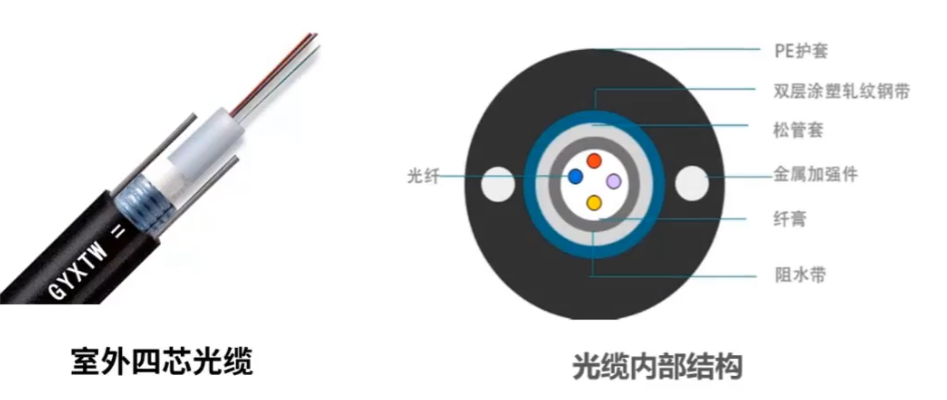 GYXTW =
室外四芯光缆
光纤
PE护套
双层涂塑轧纹钢带
松管套
金属加强件
纤膏
阻水带
光缆内部结构